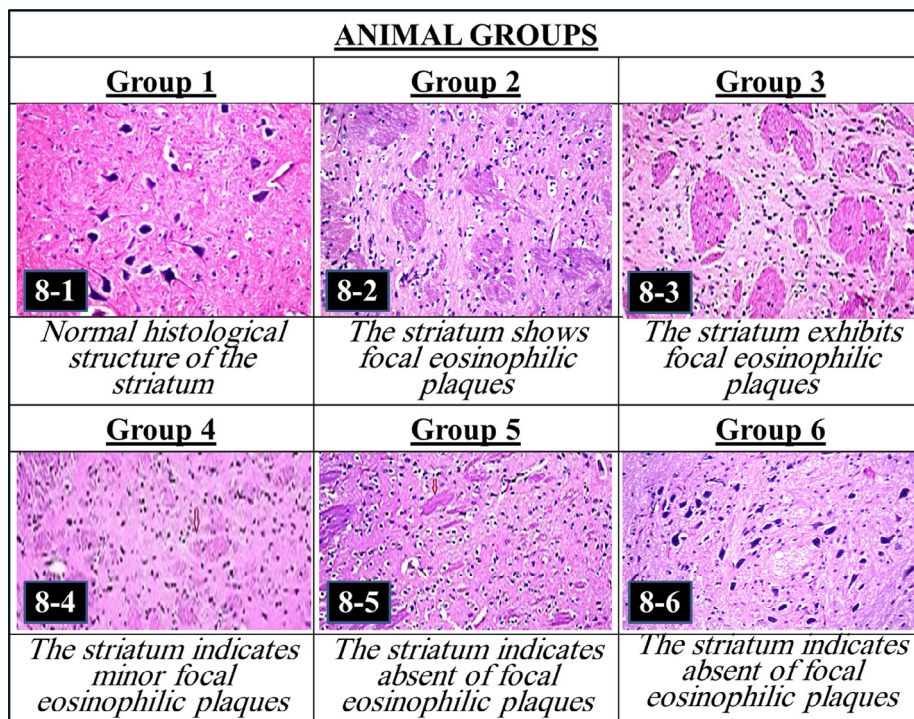 ANIMAL GROUPS
Group 1
Group 2
Group 3
8-1
8-2
8-3
Normal histological
structure of the
striatum
The striatum shows
focal eosinophilic
plaques
The striatum exhibits
focal eosinophilic
plaques
Group 4
Group 5
Group 6
8-4
8-5
8-6
The striatum indicates
minor focal
eosinophilic plaques
The striatum indicates
absent of focal
eosinophilic plaques
The striatum indicates
absent of focal
eosinophilic plaques